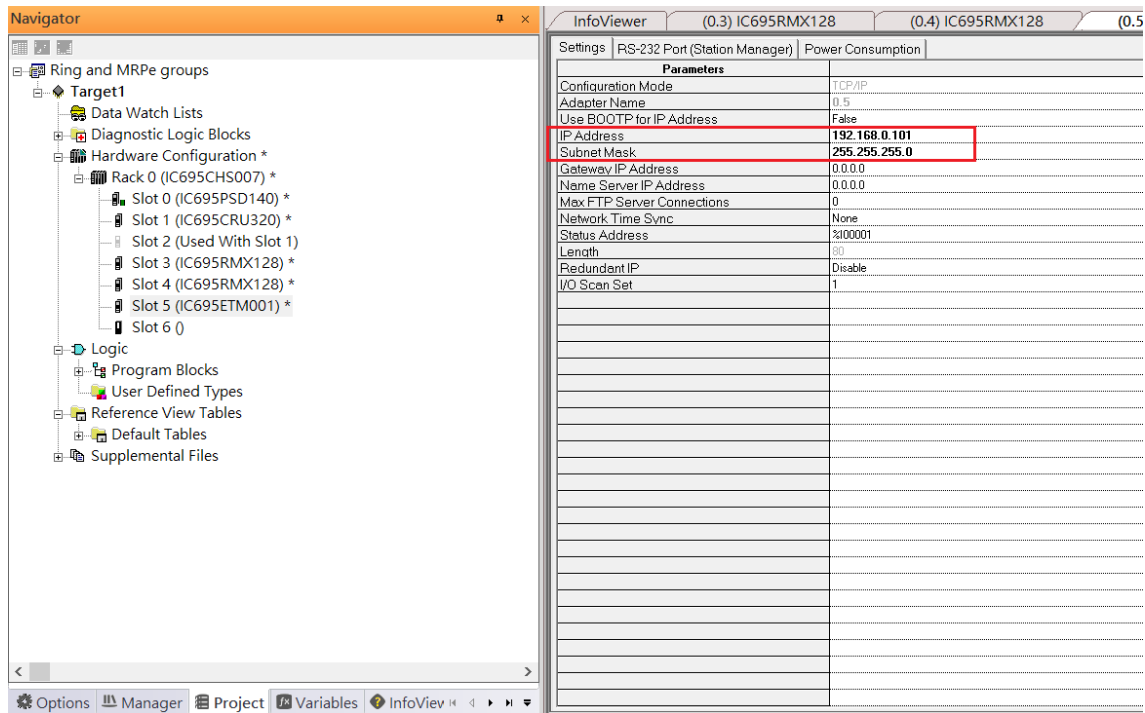 Navigator
Ring and MRPe groups
Target1
Data Watch Lists
Diagnostic Logic Blocks
Hardware Configuration *
Rack 0 (IC695CHS007) *
Slot 0 (IC695PSD140) *
Slot 1 (IC695CRU320) *
Slot 2 (Used With Slot 1)
Slot 3 (IC695RMX128) *
Slot 4 (IC695RMX128) *
Slot 5 (IC695ETM001) *
Slot 6 ()
Logic
Program Blocks
User Defined Types
Reference View Tables
Default Tables
Supplemental Files
Options Manager Project Variables InfoView
InfoViewer (0.3) IC695RMX128 (0.4) IC695RMX128 (0.5
Settings RS-232 Port (Station Manager) Power Consumption
Parameters
Configuration Mode TCP/IP
Adapter Name 0.5
Use BOOTP for IP Address False
IP Address 192.168.0.101
Subnet Mask 255.255.255.0
Gateway IP Address 0.0.0.0
Name Server IP Address 0.0.0.0
Max FTP Server Connections 0
Network Time Sync None
Status Address %I00001
Length 80
Redundant IP Disable
I/O Scan Set 1